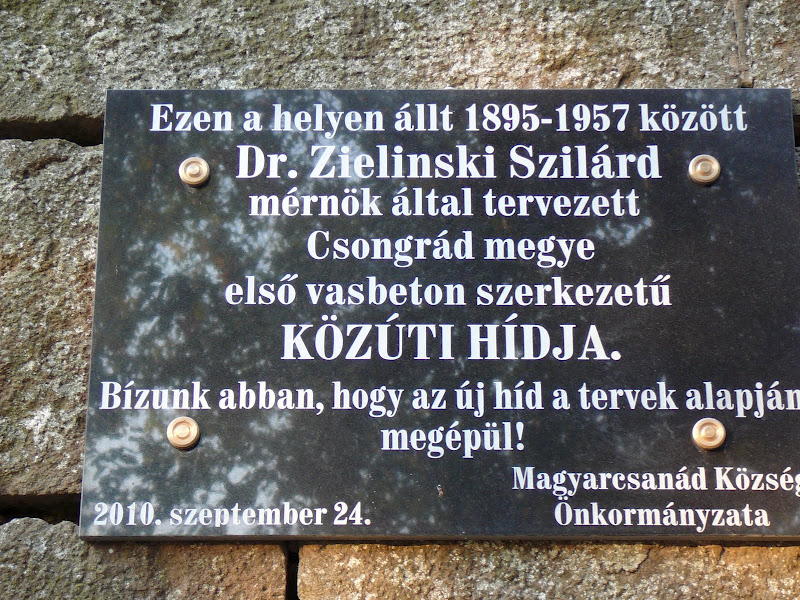 Ezen a helyen állt 1895-1957 között
Dr. Zielinski Szilárd
mérnök által tervezett
Csongrád megye
első vasbeton szerkezetű
KÖZÚTI HÍDJA.
Bízunk abban, hogy az új híd a tervek alapján
megépül!
Magyarcsanád Község
Önkormányzata
2010. szeptember 24.